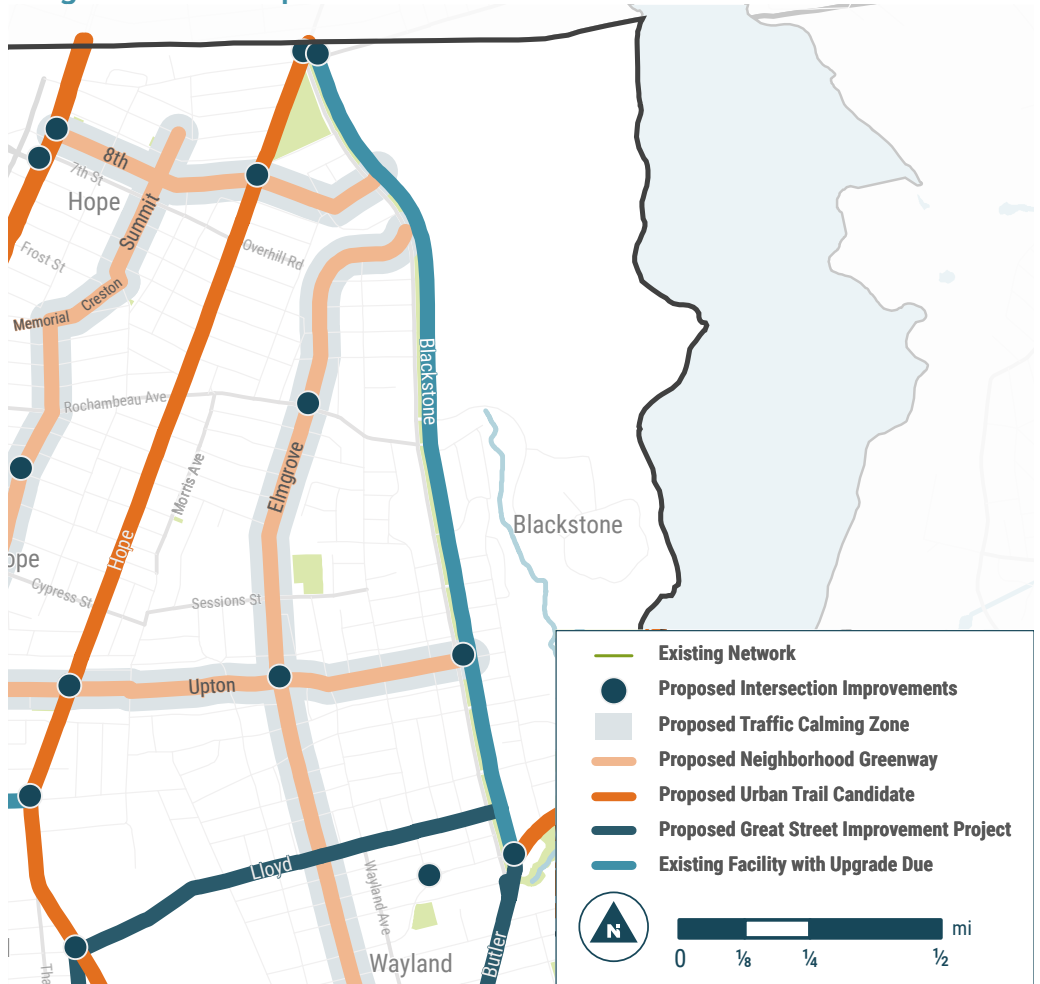 8th
7th St
Hope
Summit
Overhill Rd
Frost St
Creston
Memorial
Blackstone
Rochambeau Ave
Elmgrove
Morris Ave
Blackstone
Hope
ope
Cypress St
Sessions St
Upton
Existing Network
Proposed Intersection Improvements
Proposed Traffic Calming Zone
Proposed Neighborhood Greenway
Proposed Urban Trail Candidate
Proposed Great Street Improvement Project
Existing Facility with Upgrade Due
Lloyd
Wayland Ave
Wayland
Butler
Tha
N
mi
0 ⅛ ¼ ½